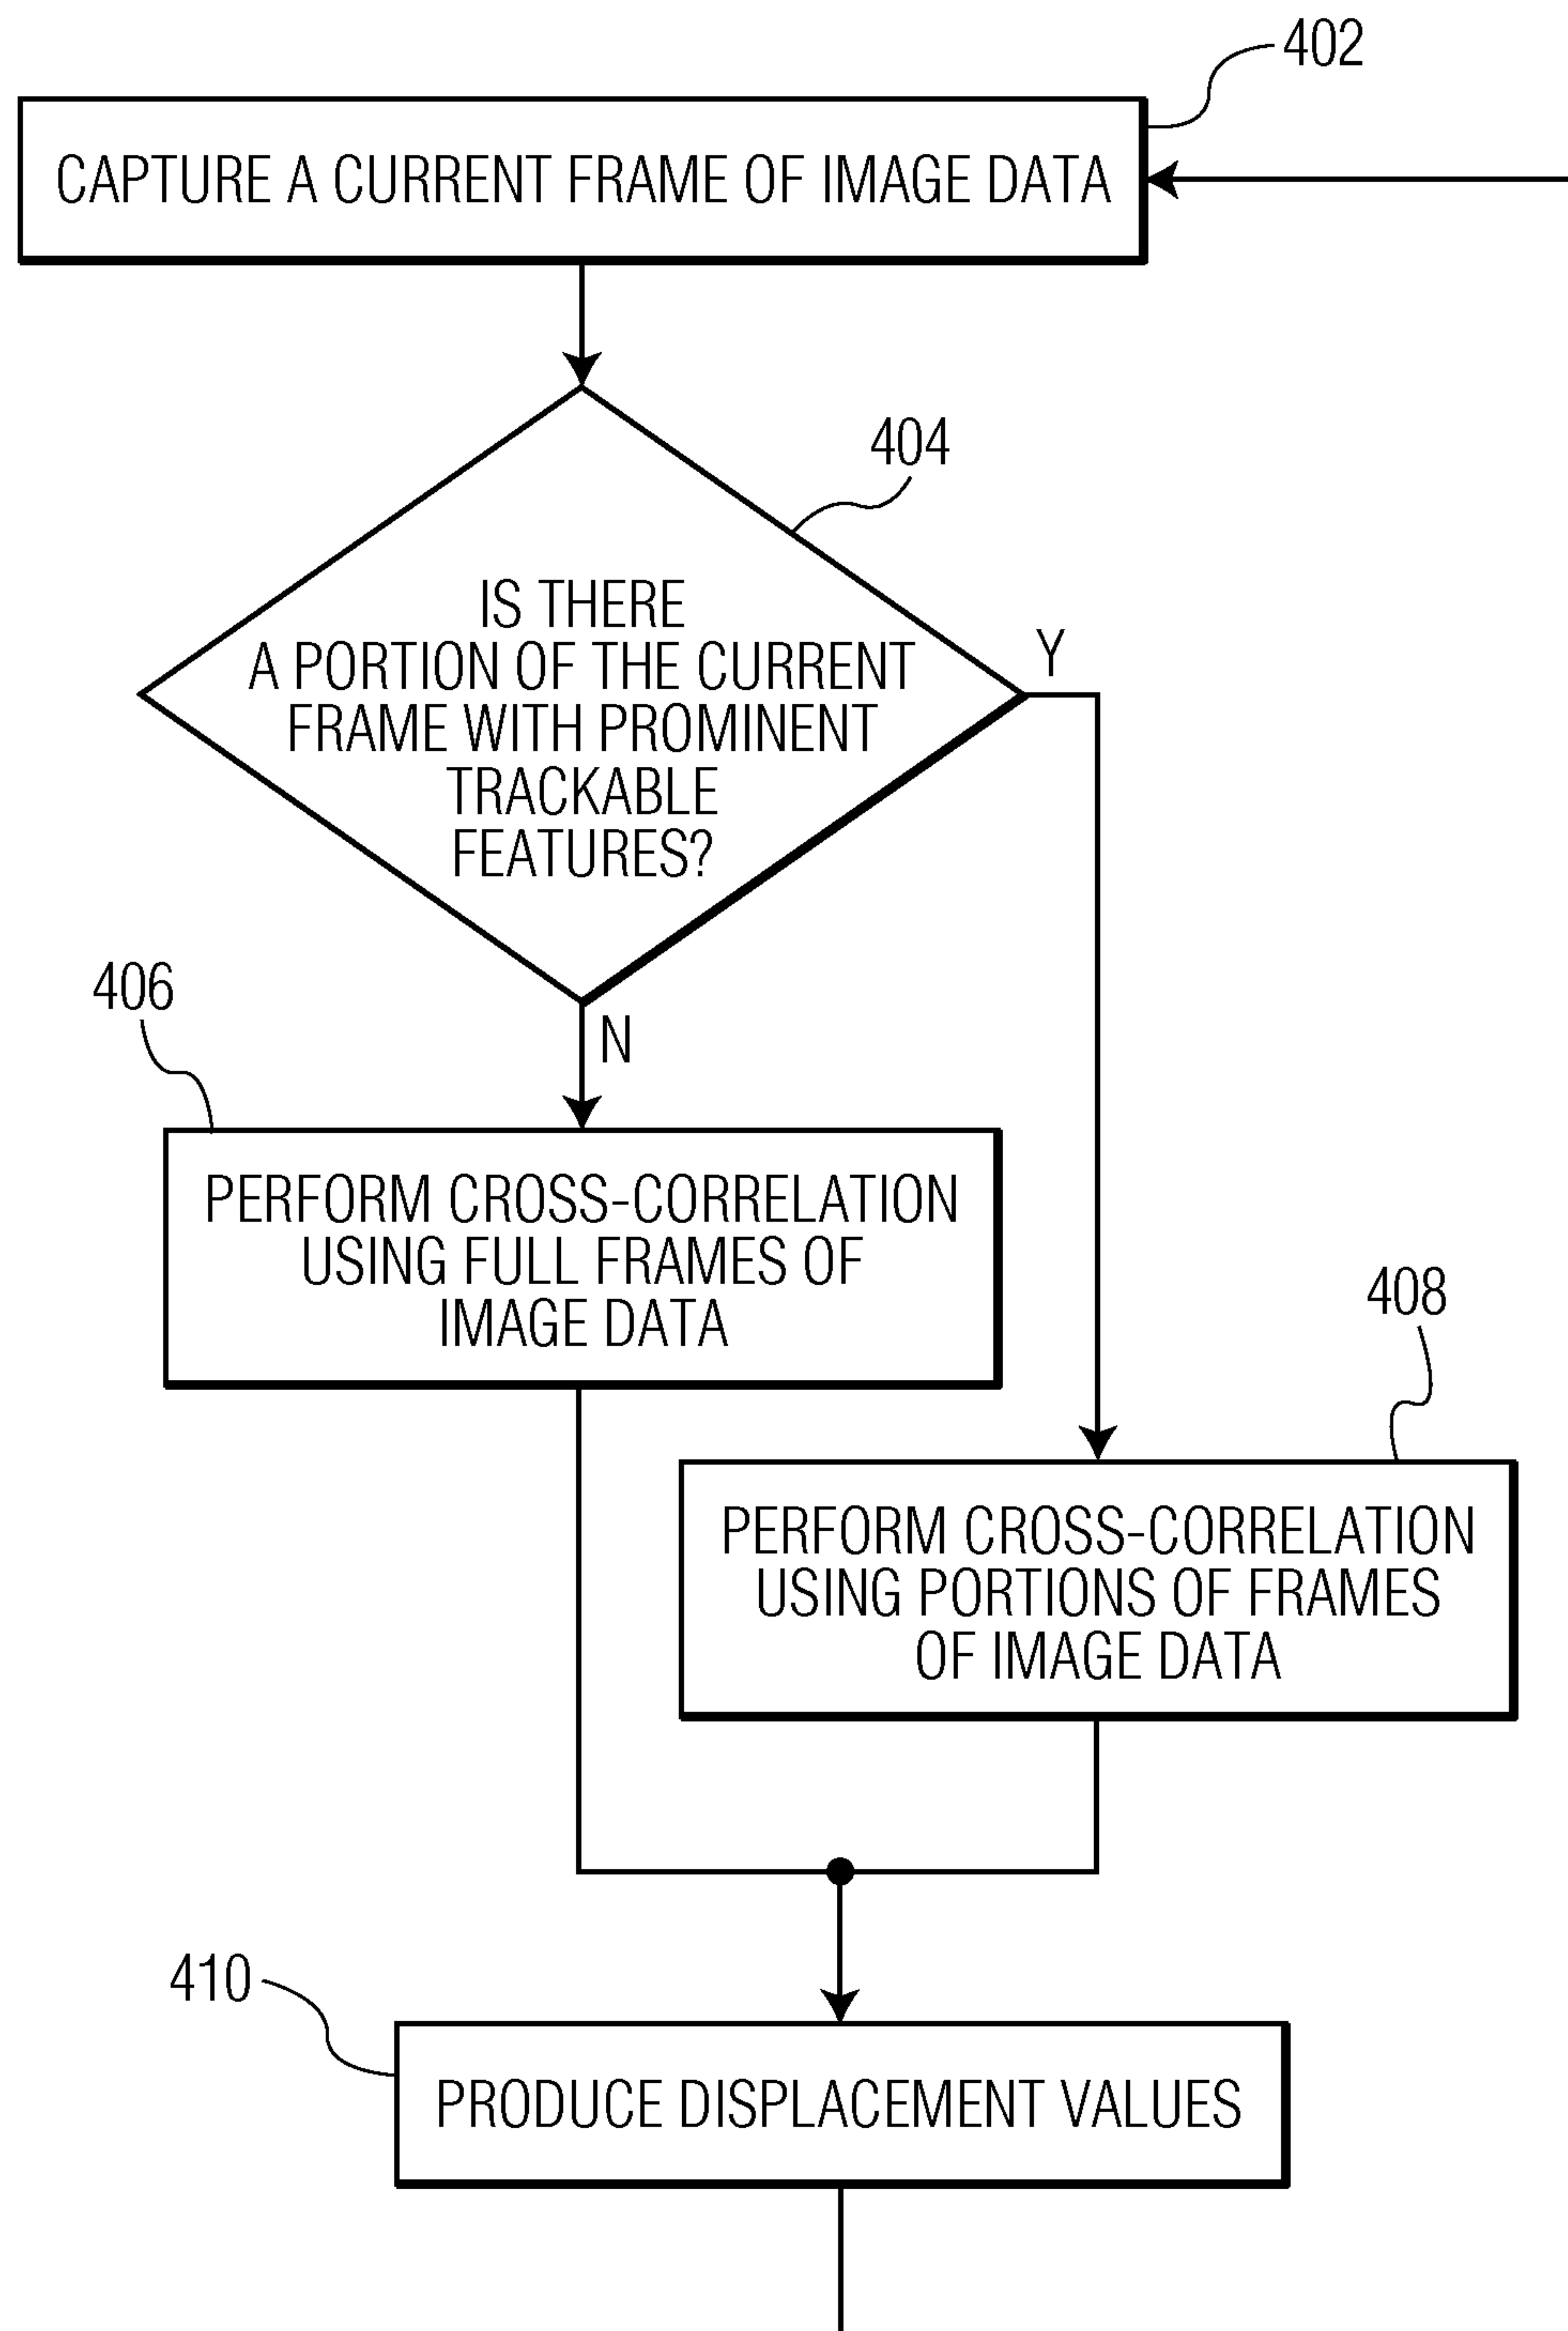 402
CAPTURE A CURRENT FRAME OF IMAGE DATA
404
IS THERE
A PORTION OF THE CURRENT
FRAME WITH PROMINENT
TRACKABLE
FEATURES?
Y
N
406
PERFORM CROSS-CORRELATION
USING FULL FRAMES OF
IMAGE DATA
408
PERFORM CROSS-CORRELATION
USING PORTIONS OF FRAMES
OF IMAGE DATA
410
PRODUCE DISPLACEMENT VALUES